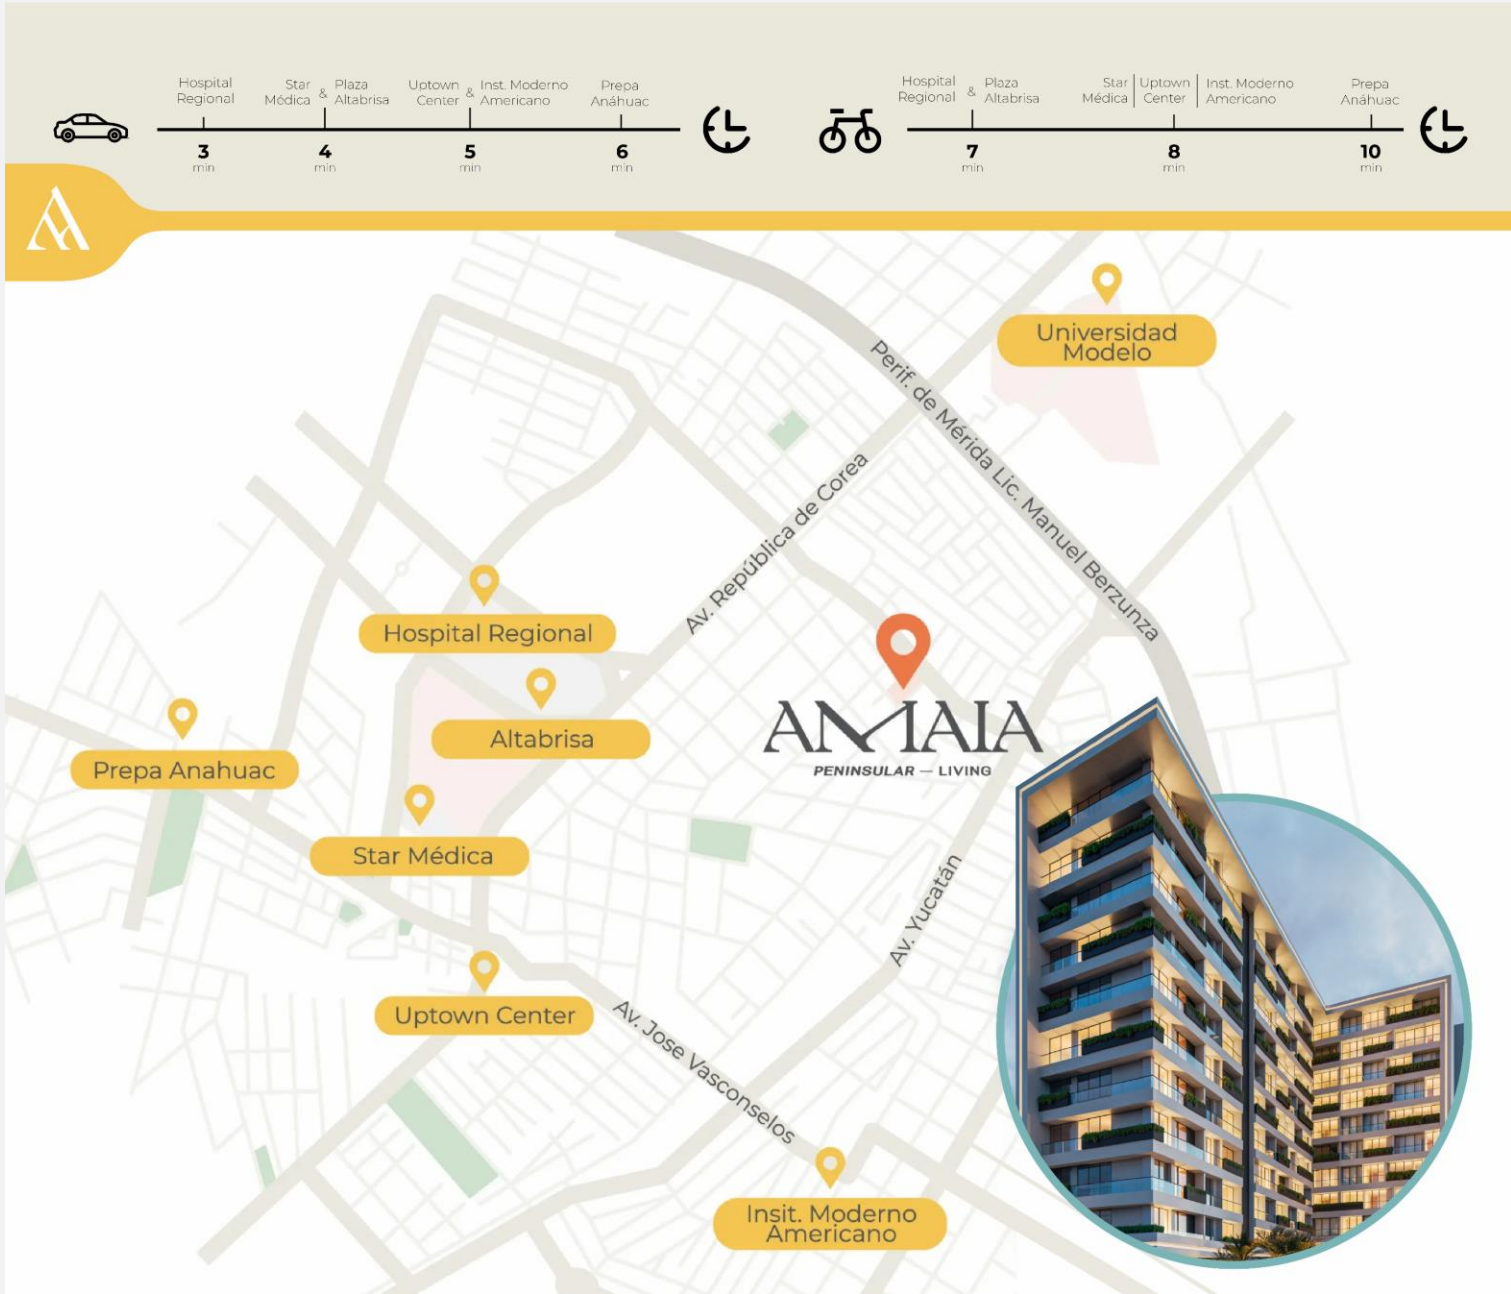 Hospital
Regional
Star
Médica
&
Plaza
Altabrisa
Uptown
Center
&
Inst. Moderno
Americano
Prepa
Anáhuac
3
min
4
min
5
min
6
min
Hospital
Regional
&
Plaza
Altabrisa
Star
Médica
Uptown
Center
Inst. Moderno
Americano
Prepa
Anáhuac
7
min
8
min
10
min
Universidad
Modelo
Perif. de Mérida Lic. Manuel Berzunza
Av. República de Corea
Hospital Regional
Altabrisa
Prepa Anahuac
AMAIA
PENINSULAR — LIVING
Star Médica
Av. Yucatán
Uptown Center
Av. Jose Vasconselos
Insit. Moderno
Americano